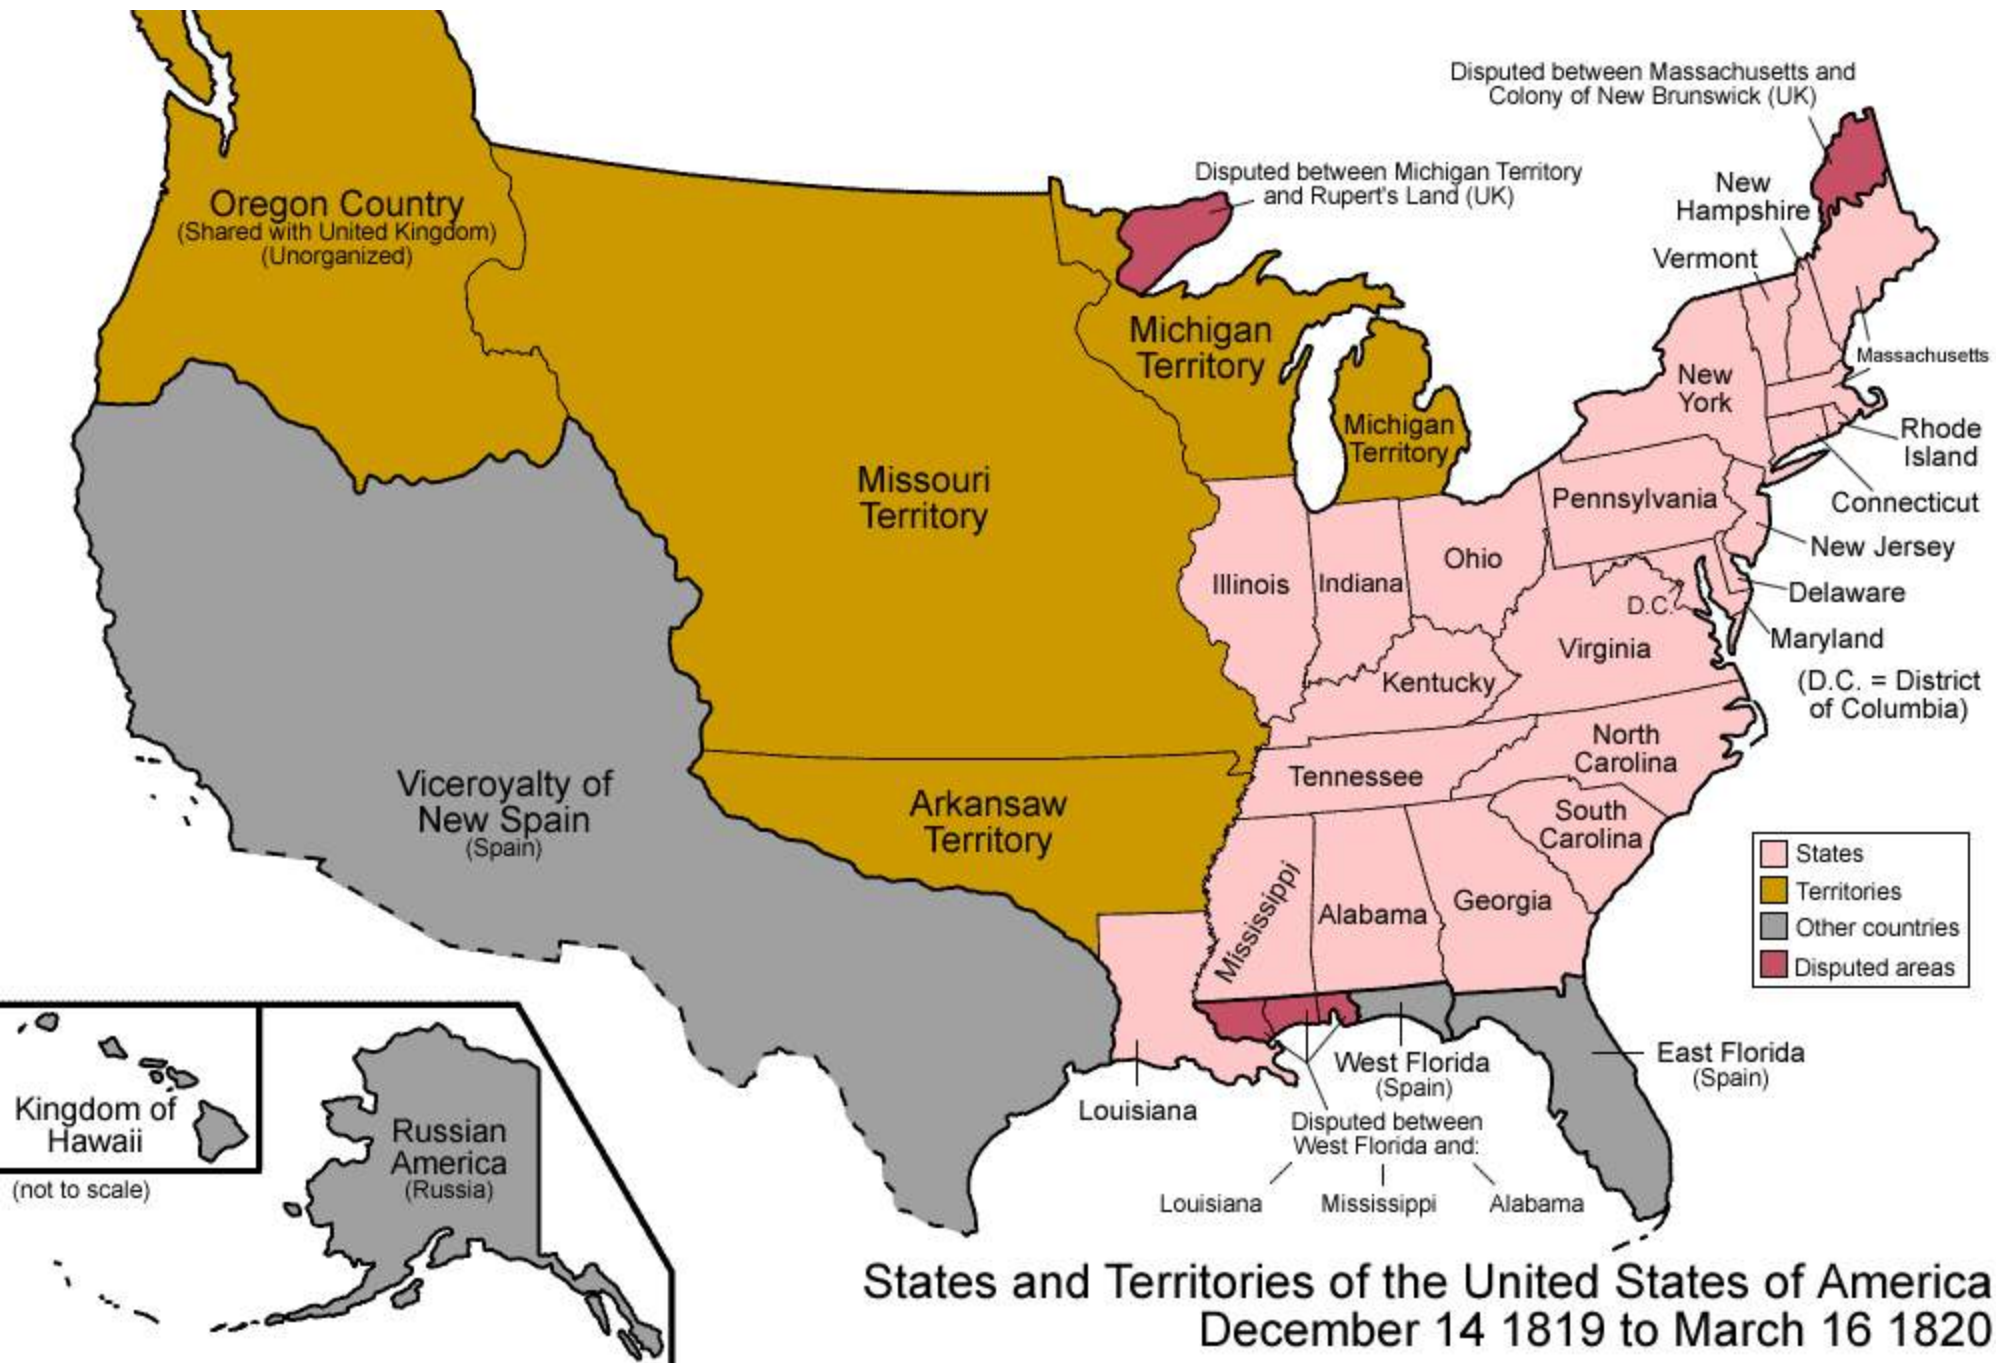 Disputed between Massachusetts and
Colony of New Brunswick (UK)
Disputed between Michigan Territory
and Rupert's Land (UK)
New
Hampshire
Vermont
Oregon Country
(Shared with United Kingdom)
(Unorganized)
Michigan
Territory
Massachusetts
New
York
Michigan
Territory
Rhode
Island
Missouri
Territory
Pennsylvania
Connecticut
New Jersey
Ohio
Illinois
Indiana
Delaware
D.C.
Maryland
Virginia
Kentucky
(D.C. = District
of Columbia)
North
Carolina
Tennessee
Viceroyalty of
New Spain
(Spain)
Arkansaw
Territory
South
Carolina
States
Territories
Other countries
Disputed areas
Mississippi
Alabama
Georgia
East Florida
(Spain)
West Florida
(Spain)
Louisiana
Disputed between
West Florida and:
Louisiana
Mississippi
Alabama
Kingdom of
Hawaii
(not to scale)
Russian
America
(Russia)
States and Territories of the United States of America
December 14 1819 to March 16 1820